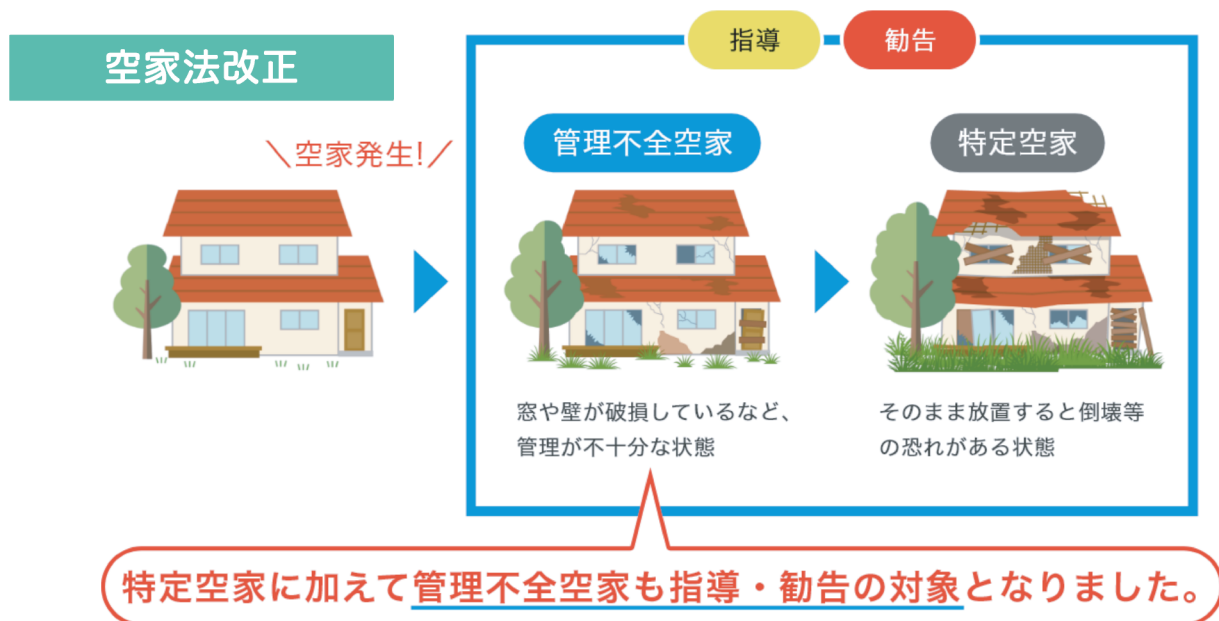 空家法改正
指導
勧告
＼空家発生!／
管理不全空家
特定空家
窓や壁が破損しているなど、
管理が不十分な状態
そのまま放置すると倒壊等
の恐れがある状態
特定空家に加えて管理不全空家も指導・勧告の対象となりました。